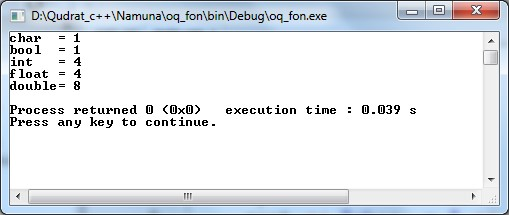 D:\Qudrat_c++\Namuna\oq_fon\bin\Debug\oq_fon.exe
char  = 1
bool  = 1
int   = 4
float = 4
double= 8
Process returned 0 (0x0)   execution time : 0.039 s
Press any key to continue.